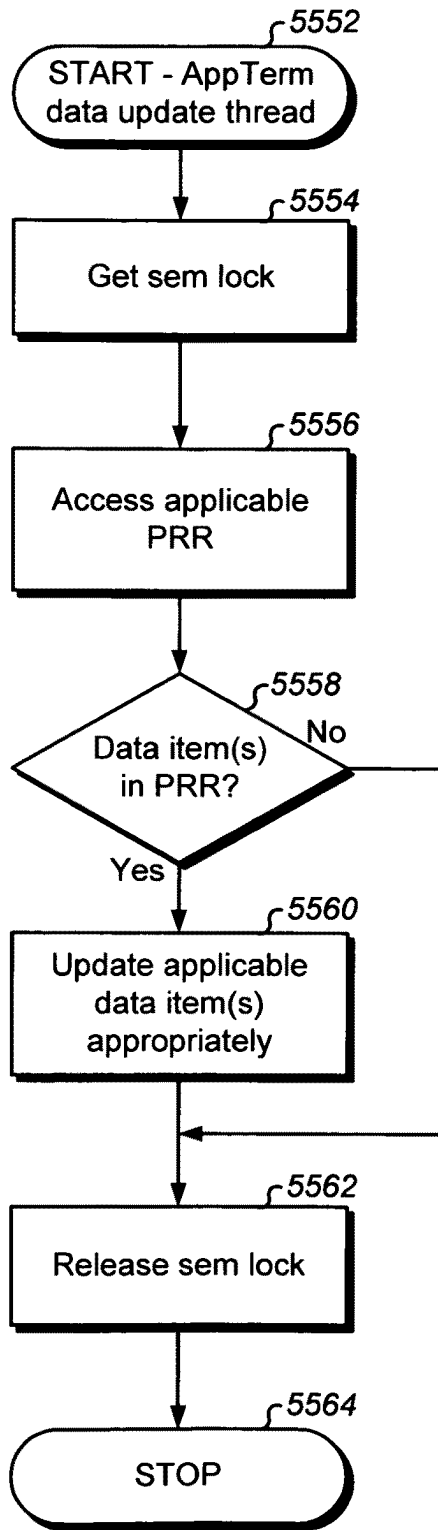 5552
START - AppTerm
data update thread
5554
Get sem lock
5556
Access applicable
PRR
5558
Data item(s)
in PRR?
No
Yes
5560
Update applicable
data item(s)
appropriately
5562
Release sem lock
5564
STOP